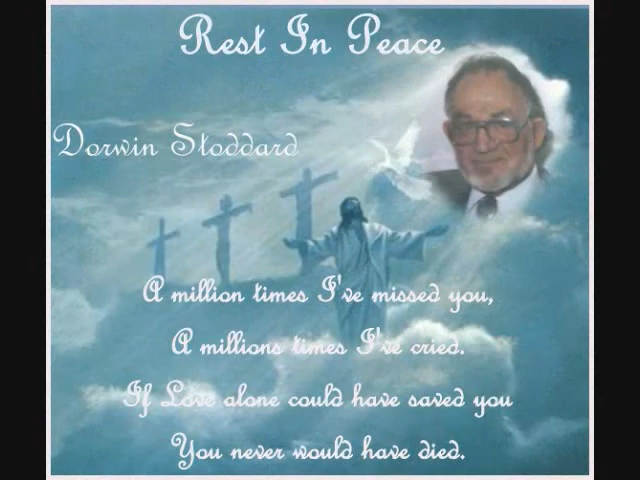 Rest In Peace
Dorwin Stoddard
A million times I've missed you,
A millions times I've cried.
If Love alone could have saved you
You never would have died.